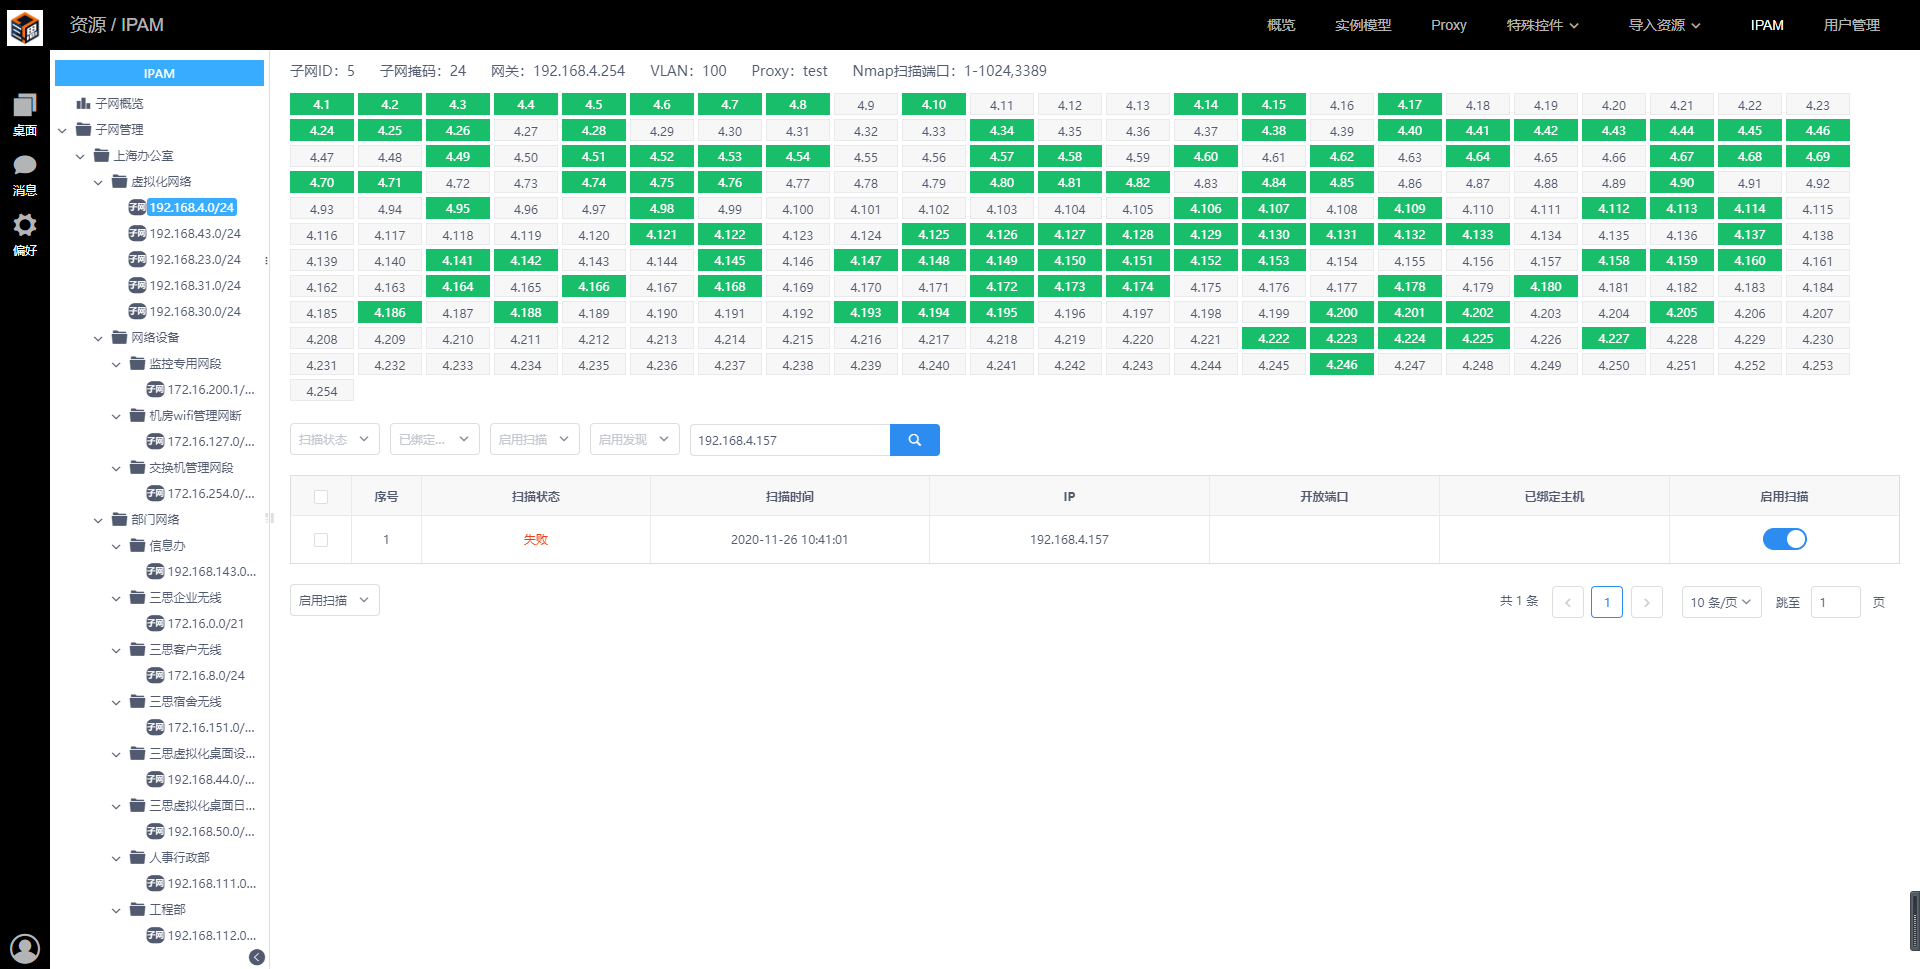 资源 / IPAM
概览 实例模型 Proxy 特殊控件 导入资源 IPAM 用户管理
桌面
消息
偏好
IPAM
子网概览
子网管理
上海办公室
虚拟化网络
子网 192.168.4.0/24
子网 192.168.43.0/24
子网 192.168.23.0/24
子网 192.168.31.0/24
子网 192.168.30.0/24
网络设备
监控专用网段
子网 172.16.200.1/...
机房wifi管理网断
子网 172.16.127.0/...
交换机管理网段
子网 172.16.254.0/...
部门网络
信息办
子网 192.168.143.0...
三思企业无线
子网 172.16.0.0/21
三思客户无线
子网 172.16.8.0/24
三思宿舍无线
子网 172.16.151.0/...
三思虚拟化桌面设...
子网 192.168.44.0/...
三思虚拟化桌面日...
子网 192.168.50.0/...
人事行政部
子网 192.168.111.0...
工程部
子网 192.168.112.0...
子网ID：5 子网掩码：24 网关：192.168.4.254 VLAN：100 Proxy：test Nmap扫描端口：1-1024,3389
4.1 4.2 4.3 4.4 4.5 4.6 4.7 4.8 4.9 4.10 4.11 4.12 4.13 4.14 4.15 4.16 4.17 4.18 4.19 4.20 4.21 4.22 4.23
4.24 4.25 4.26 4.27 4.28 4.29 4.30 4.31 4.32 4.33 4.34 4.35 4.36 4.37 4.38 4.39 4.40 4.41 4.42 4.43 4.44 4.45 4.46
4.47 4.48 4.49 4.50 4.51 4.52 4.53 4.54 4.55 4.56 4.57 4.58 4.59 4.60 4.61 4.62 4.63 4.64 4.65 4.66 4.67 4.68 4.69
4.70 4.71 4.72 4.73 4.74 4.75 4.76 4.77 4.78 4.79 4.80 4.81 4.82 4.83 4.84 4.85 4.86 4.87 4.88 4.89 4.90 4.91 4.92
4.93 4.94 4.95 4.96 4.97 4.98 4.99 4.100 4.101 4.102 4.103 4.104 4.105 4.106 4.107 4.108 4.109 4.110 4.111 4.112 4.113 4.114 4.115
4.116 4.117 4.118 4.119 4.120 4.121 4.122 4.123 4.124 4.125 4.126 4.127 4.128 4.129 4.130 4.131 4.132 4.133 4.134 4.135 4.136 4.137 4.138
4.139 4.140 4.141 4.142 4.143 4.144 4.145 4.146 4.147 4.148 4.149 4.150 4.151 4.152 4.153 4.154 4.155 4.156 4.157 4.158 4.159 4.160 4.161
4.162 4.163 4.164 4.165 4.166 4.167 4.168 4.169 4.170 4.171 4.172 4.173 4.174 4.175 4.176 4.177 4.178 4.179 4.180 4.181 4.182 4.183 4.184
4.185 4.186 4.187 4.188 4.189 4.190 4.191 4.192 4.193 4.194 4.195 4.196 4.197 4.198 4.199 4.200 4.201 4.202 4.203 4.204 4.205 4.206 4.207
4.208 4.209 4.210 4.211 4.212 4.213 4.214 4.215 4.216 4.217 4.218 4.219 4.220 4.221 4.222 4.223 4.224 4.225 4.226 4.227 4.228 4.229 4.230
4.231 4.232 4.233 4.234 4.235 4.236 4.237 4.238 4.239 4.240 4.241 4.242 4.243 4.244 4.245 4.246 4.247 4.248 4.249 4.250 4.251 4.252 4.253
4.254
扫描状态 已绑定... 启用扫描 启用发现 192.168.4.157
序号 扫描状态 扫描时间 IP 开放端口 已绑定主机 启用扫描
1 失败 2020-11-26 10:41:01 192.168.4.157
启用扫描 共 1 条 1 10 条/页 跳至 1 页